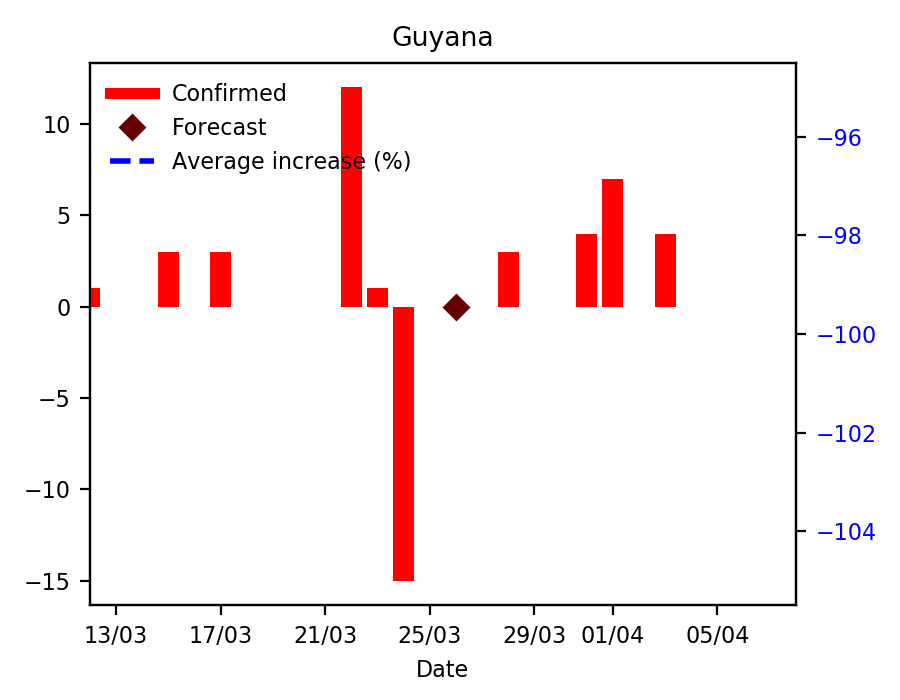 Guyana
Confirmed
Forecast
Average increase (%)
10
5
0
−5
−10
−15
−96
−98
−100
−102
−104
13/03 17/03 21/03 25/03 29/03 01/04 05/04
Date